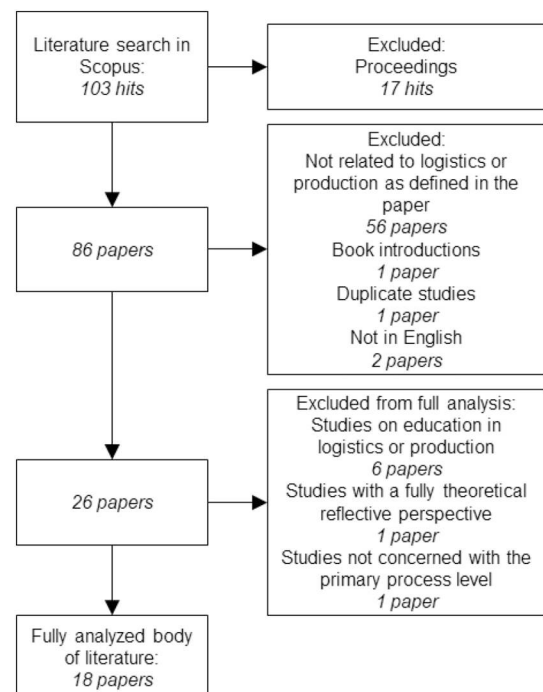 Literature search in
Scopus:
103 hits
Excluded:
Proceedings
17 hits
86 papers
Excluded:
Not related to logistics or
production as defined in the
paper
56 papers
Book introductions
1 paper
Duplicate studies
1 paper
Not in English
2 papers
26 papers
Excluded from full analysis:
Studies on education in
logistics or production
6 papers
Studies with a fully theoretical
reflective perspective
1 paper
Studies not concerned with the
primary process level
1 paper
Fully analyzed body
of literature:
18 papers